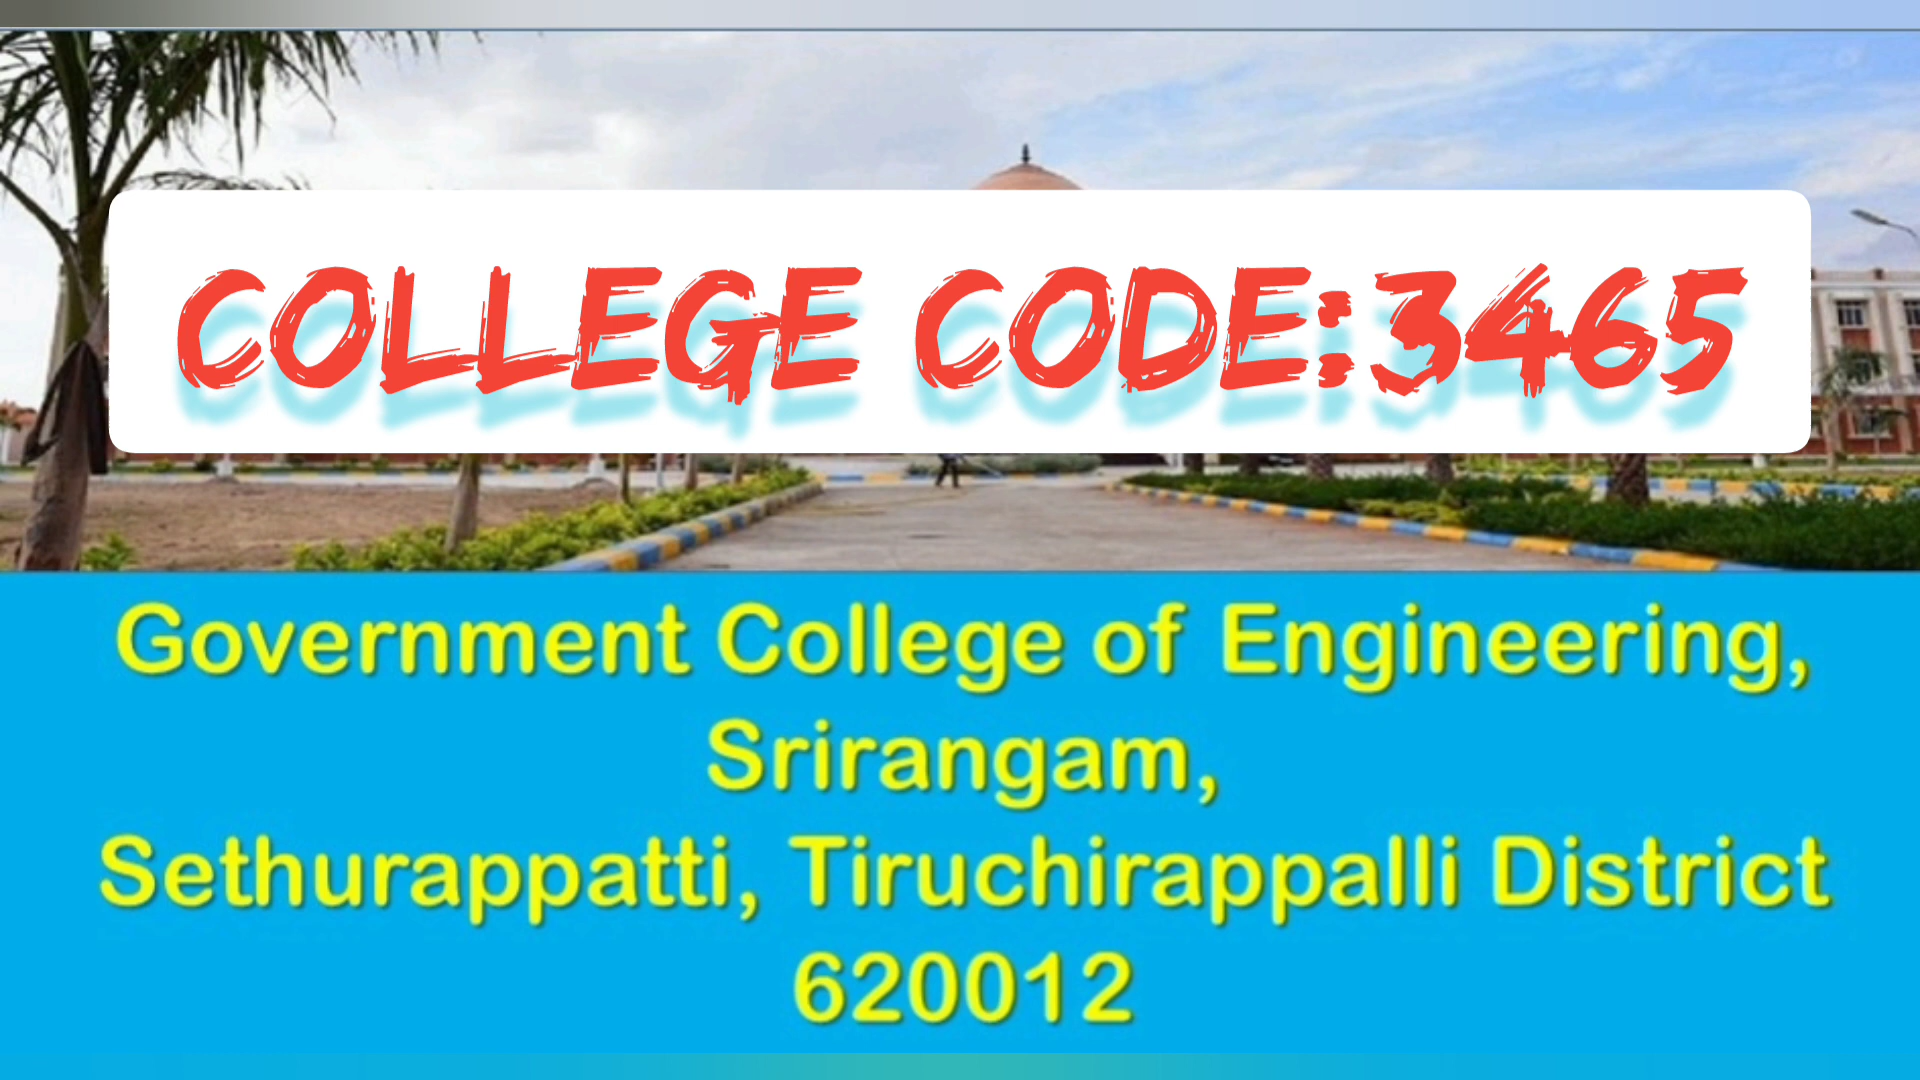 COLLEGE CODE:3465
Government College of Engineering,
Srirangam,
Sethurappatti, Tiruchirappalli District
620012